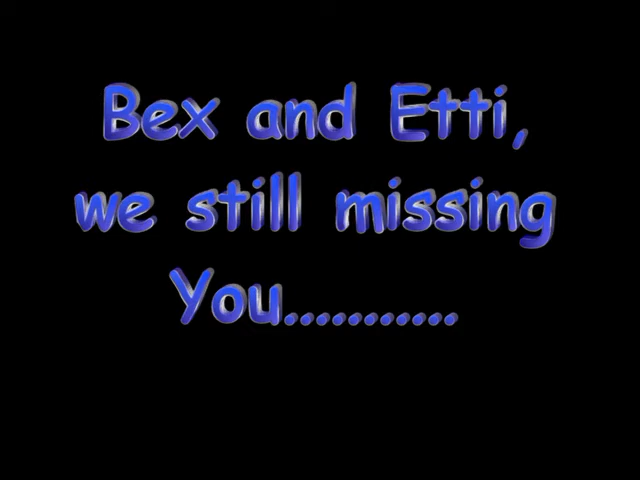 Bex and Etti,
we still missing
You...........